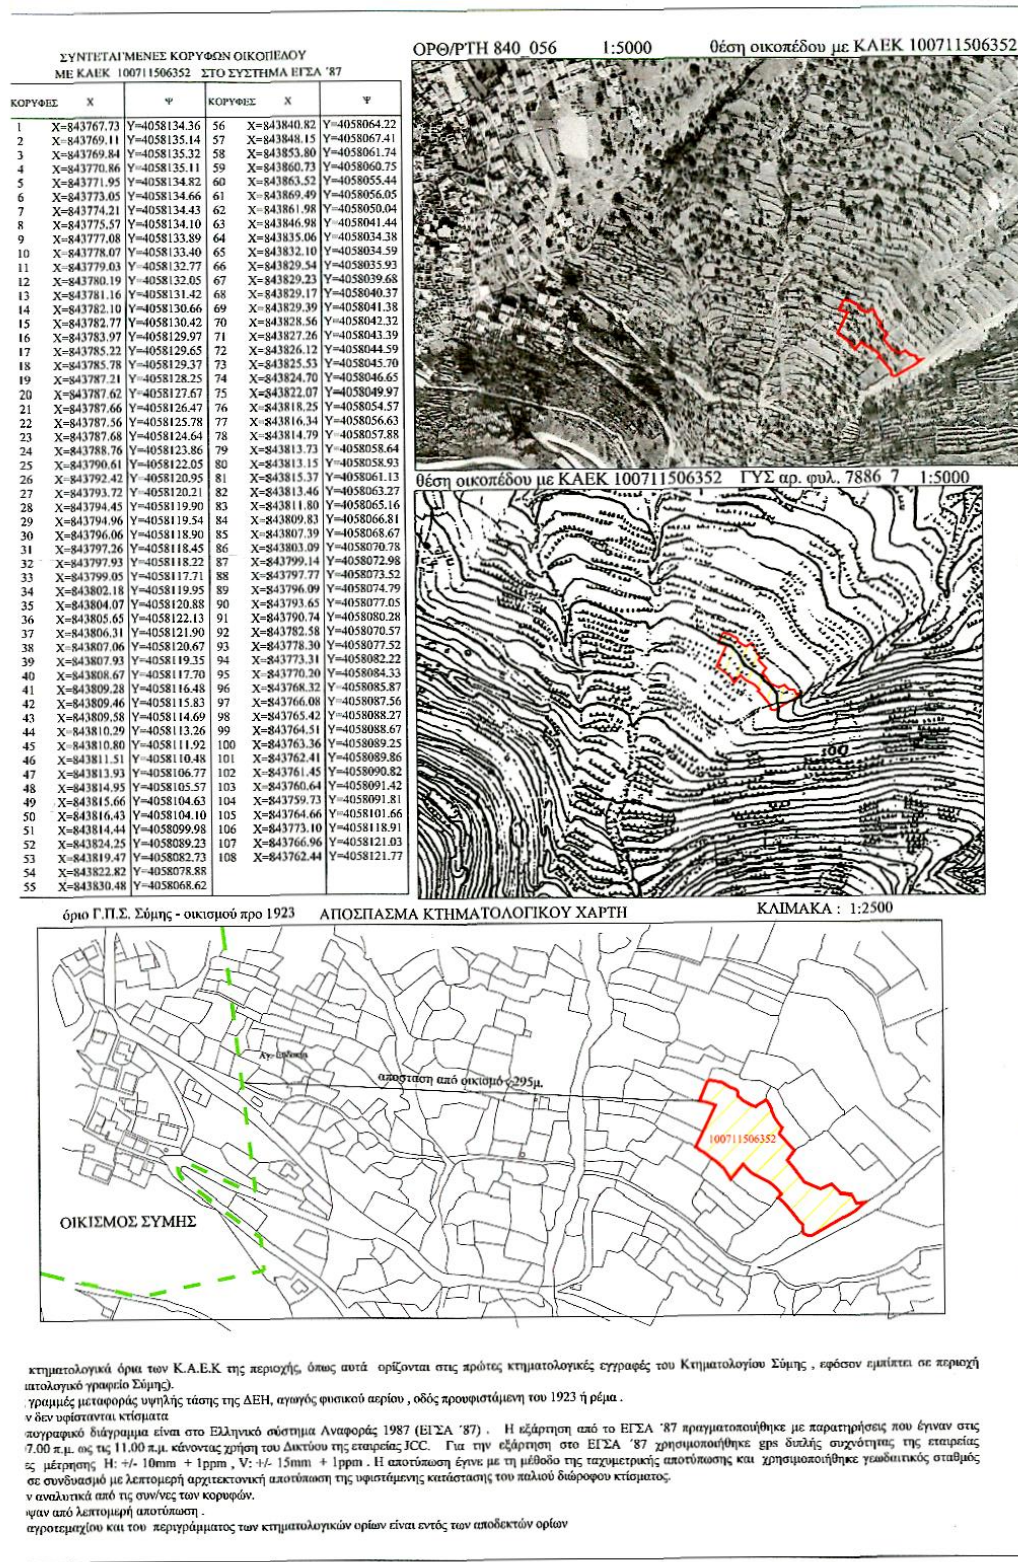 ΣΥΝΤΕΤΑΓΜΕΝΕΣ ΚΟΡΥΦΩΝ ΟΙΚΟΠΕΔΟΥ
ΜΕ ΚΑΕΚ 100711506352 ΣΤΟ ΣΥΣΤΗΜΑ ΕΓΣΑ '87
ΚΟΡΥΦΕΣ Χ Ψ ΚΟΡΥΦΕΣ Χ Ψ
1 X=843767.73 Y=4058134.36 56 X=843840.82 Y=4058064.22
2 X=843769.11 Y=4058135.14 57 X=843848.15 Y=4058067.41
3 X=843769.84 Y=4058135.32 58 X=843853.80 Y=4058061.74
4 X=843770.86 Y=4058135.11 59 X=843860.73 Y=4058060.75
5 X=843771.95 Y=4058134.82 60 X=843863.52 Y=4058055.44
6 X=843773.05 Y=4058134.66 61 X=843869.49 Y=4058056.05
7 X=843774.21 Y=4058134.43 62 X=843861.98 Y=4058050.04
8 X=843775.57 Y=4058134.10 63 X=843846.98 Y=4058041.44
9 X=843777.08 Y=4058133.89 64 X=843835.06 Y=4058034.38
10 X=843778.07 Y=4058133.40 65 X=843832.10 Y=4058034.59
11 X=843779.03 Y=4058132.77 66 X=843829.54 Y=4058035.93
12 X=843780.19 Y=4058132.05 67 X=843829.23 Y=4058039.68
13 X=843781.16 Y=4058131.42 68 X=843829.17 Y=4058040.37
14 X=843782.10 Y=4058130.66 69 X=843829.39 Y=4058041.38
15 X=843782.77 Y=4058130.42 70 X=843828.56 Y=4058042.32
16 X=843783.97 Y=4058129.97 71 X=843827.26 Y=4058043.39
17 X=843785.22 Y=4058129.65 72 X=843826.12 Y=4058044.59
18 X=843785.78 Y=4058129.37 73 X=843825.53 Y=4058045.70
19 X=843787.21 Y=4058128.25 74 X=843824.70 Y=4058046.65
20 X=843787.62 Y=4058127.67 75 X=843822.07 Y=4058049.97
21 X=843787.66 Y=4058126.47 76 X=843818.25 Y=4058054.57
22 X=843787.56 Y=4058125.78 77 X=843816.34 Y=4058056.63
23 X=843787.68 Y=4058124.64 78 X=843814.79 Y=4058057.88
24 X=843788.76 Y=4058123.86 79 X=843813.73 Y=4058058.64
25 X=843790.61 Y=4058122.05 80 X=843813.15 Y=4058058.93
26 X=843792.42 Y=4058120.95 81 X=843815.37 Y=4058061.13
27 X=843793.72 Y=4058120.21 82 X=843813.46 Y=4058063.27
28 X=843794.45 Y=4058119.90 83 X=843811.80 Y=4058065.16
29 X=843794.96 Y=4058119.54 84 X=843809.83 Y=4058066.81
30 X=843796.06 Y=4058118.90 85 X=843807.39 Y=4058068.67
31 X=843797.26 Y=4058118.45 86 X=843803.09 Y=4058070.78
32 X=843797.93 Y=4058118.22 87 X=843799.14 Y=4058072.98
33 X=843799.05 Y=4058117.71 88 X=843797.77 Y=4058073.52
34 X=843802.18 Y=4058119.95 89 X=843796.09 Y=4058074.79
35 X=843804.07 Y=4058120.88 90 X=843793.65 Y=4058077.05
36 X=843805.65 Y=4058122.13 91 X=843790.74 Y=4058080.28
37 X=843806.31 Y=4058121.90 92 X=843782.58 Y=4058070.57
38 X=843807.06 Y=4058120.67 93 X=843778.30 Y=4058077.52
39 X=843807.93 Y=4058119.35 94 X=843773.31 Y=4058082.22
40 X=843808.67 Y=4058117.70 95 X=843770.20 Y=4058084.33
41 X=843809.28 Y=4058116.48 96 X=843768.32 Y=4058085.87
42 X=843809.46 Y=4058115.83 97 X=843766.08 Y=4058087.56
43 X=843809.58 Y=4058114.69 98 X=843765.42 Y=4058088.27
44 X=843810.29 Y=4058113.26 99 X=843764.51 Y=4058088.67
45 X=843810.80 Y=4058111.92 100 X=843763.36 Y=4058089.25
46 X=843811.51 Y=4058110.48 101 X=843762.41 Y=4058089.86
47 X=843813.93 Y=4058106.77 102 X=843761.45 Y=4058090.82
48 X=843814.95 Y=4058105.57 103 X=843760.64 Y=4058091.42
49 X=843815.66 Y=4058104.63 104 X=843759.73 Y=4058091.81
50 X=843816.43 Y=4058104.10 105 X=843764.66 Y=4058101.66
51 X=843814.44 Y=4058099.98 106 X=843773.10 Y=4058118.91
52 X=843824.25 Y=4058089.23 107 X=843766.96 Y=4058121.03
53 X=843819.47 Y=4058082.73 108 X=843762.44 Y=4058121.77
54 X=843822.82 Y=4058078.88
55 X=843830.48 Y=4058068.62
ΟΡΘ/ΡΤΗ 840_056 1:5000 θέση οικοπέδου με ΚΑΕΚ 100711506352
θέση οικοπέδου με ΚΑΕΚ 100711506352 ΓΥΣ αρ. φυλ. 7886_7 1:5000
όριο Γ.Π.Σ. Σύμης - οικισμού προ 1923 ΑΠΟΣΠΑΣΜΑ ΚΤΗΜΑΤΟΛΟΓΙΚΟΥ ΧΑΡΤΗ ΚΛΙΜΑΚΑ : 1:2500
απόσταση από οικισμό 295μ.
100711506352
ΟΙΚΙΣΜΟΣ ΣΥΜΗΣ
κτηματολογικά όρια των Κ.Α.Ε.Κ της περιοχής, όπως αυτά ορίζονται στις πρώτες κτηματολογικές εγγραφές του Κτηματολογίου Σύμης , εφόσον εμπίπτει σε περιοχή
ιατολογικό γραφείο Σύμης).
γραμμές μεταφοράς υψηλής τάσης της ΔΕΗ, αγωγός φυσικού αερίου , οδός προυφιστάμενη του 1923 ή ρέμα .
ν δεν υφίστανται κτίσματα
πογραφικό διάγραμμα είναι στο Ελληνικό σύστημα Αναφοράς 1987 (ΕΓΣΑ '87) . Η εξάρτηση από το ΕΓΣΑ '87 πραγματοποιήθηκε με παρατηρήσεις που έγιναν στις
7.00 π.μ. ως τις 11.00 π.μ. κάνοντας χρήση του Δικτύου της εταιρείας JCC. Για την εξάρτηση στο ΕΓΣΑ '87 χρησιμοποιήθηκε gps διπλής συχνότητας της εταιρείας
ες μέτρησης H: +/- 10mm + 1ppm , V: +/- 15mm + 1ppm . Η αποτύπωση έγινε με τη μέθοδο της ταχυμετρικής αποτύπωσης και χρησιμοποιήθηκε γεωδαιτικός σταθμός
σε συνδυασμό με λεπτομερή αρχιτεκτονική αποτύπωση της υφιστάμενης κατάστασης του παλιού διώροφου κτίσματος.
ν αναλυτικά από τις συν/νες των κορυφών.
ψαν από λεπτομερή αποτύπωση .
αγροτεμαχίου και του περιγράμματος των κτηματολογικών ορίων είναι εντός των αποδεκτών ορίων